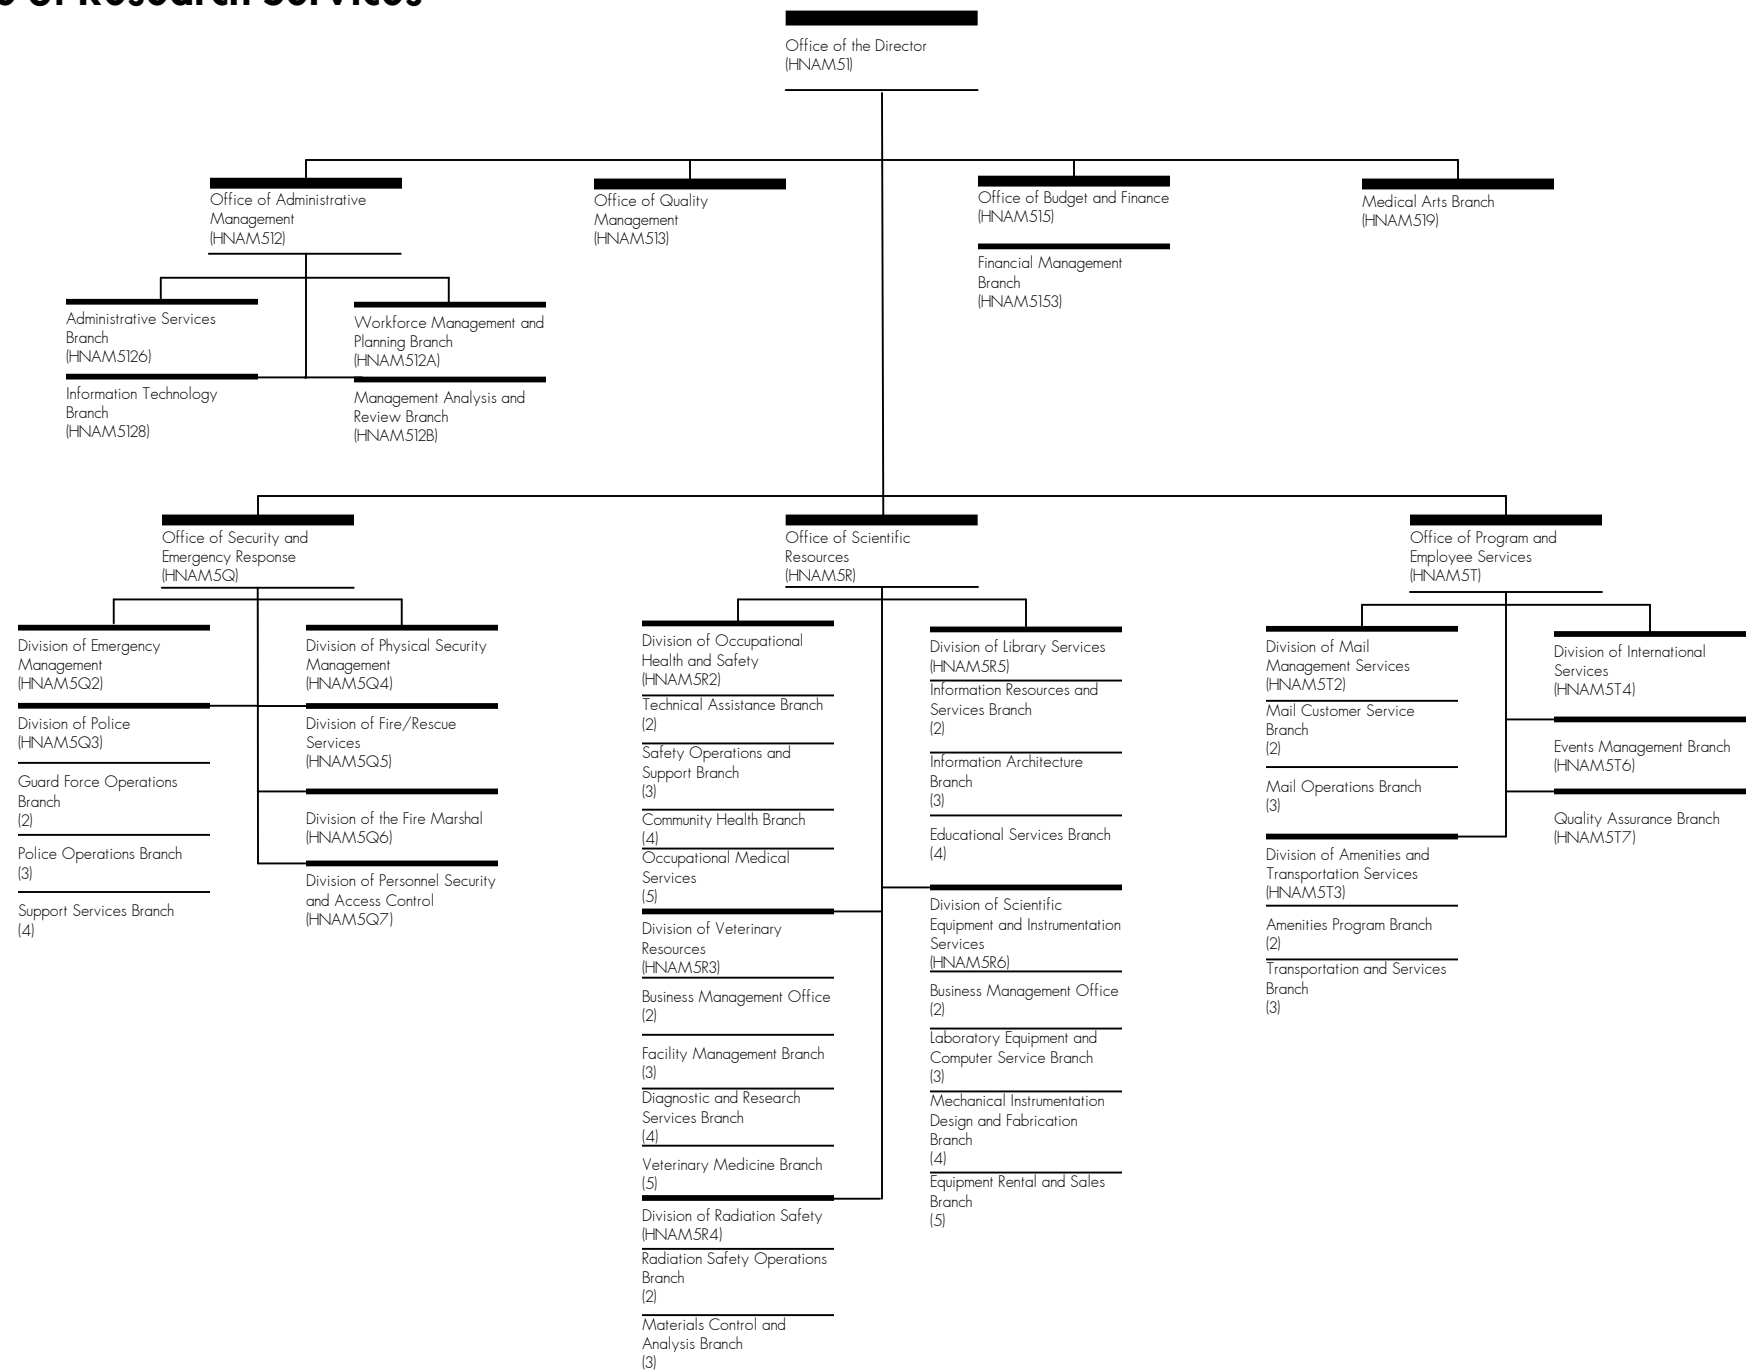 of Research Services
Office of the Director
(HNAM51)
Office of Administrative
Management
(HNAM512)
Office of Quality
Management
(HNAM513)
Office of Budget and Finance
(HNAM515)
Financial Management
Branch
(HNAM5153)
Medical Arts Branch
(HNAM519)
Administrative Services
Branch
(HNAM5126)
Information Technology
Branch
(HNAM5128)
Workforce Management and
Planning Branch
(HNAM512A)
Management Analysis and
Review Branch
(HNAM512B)
Office of Security and
Emergency Response
(HNAM5Q)
Division of Emergency
Management
(HNAM5Q2)
Division of Police
(HNAM5Q3)
Guard Force Operations
Branch
(2)
Police Operations Branch
(3)
Support Services Branch
(4)
Division of Physical Security
Management
(HNAM5Q4)
Division of Fire/Rescue
Services
(HNAM5Q5)
Division of the Fire Marshal
(HNAM5Q6)
Division of Personnel Security
and Access Control
(HNAM5Q7)
Office of Scientific
Resources
(HNAM5R)
Division of Occupational
Health and Safety
(HNAM5R2)
Technical Assistance Branch
(2)
Safety Operations and
Support Branch
(3)
Community Health Branch
(4)
Occupational Medical
Services
(5)
Division of Veterinary
Resources
(HNAM5R3)
Business Management Office
(2)
Facility Management Branch
(3)
Diagnostic and Research
Services Branch
(4)
Veterinary Medicine Branch
(5)
Division of Radiation Safety
(HNAM5R4)
Radiation Safety Operations
Branch
(2)
Materials Control and
Analysis Branch
(3)
Division of Library Services
(HNAM5R5)
Information Resources and
Services Branch
(2)
Information Architecture
Branch
(3)
Educational Services Branch
(4)
Division of Scientific
Equipment and Instrumentation
Services
(HNAM5R6)
Business Management Office
(2)
Laboratory Equipment and
Computer Service Branch
(3)
Mechanical Instrumentation
Design and Fabrication
Branch
(4)
Equipment Rental and Sales
Branch
(5)
Office of Program and
Employee Services
(HNAM5T)
Division of Mail
Management Services
(HNAM5T2)
Mail Customer Service
Branch
(2)
Mail Operations Branch
(3)
Division of Amenities and
Transportation Services
(HNAM5T3)
Amenities Program Branch
(2)
Transportation and Services
Branch
(3)
Division of International
Services
(HNAM5T4)
Events Management Branch
(HNAM5T6)
Quality Assurance Branch
(HNAM5T7)